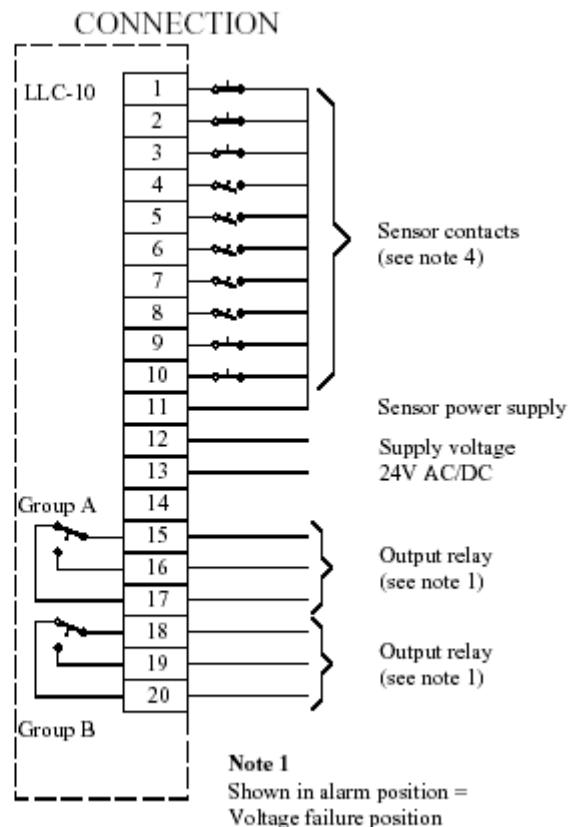 CONNECTION
LLC-10
1
2
3
4
5
6
7
8
9
10
11
12
13
14
15
16
17
18
19
20
Sensor contacts
(see note 4)
Sensor power supply
Supply voltage
24V AC/DC
Group A
Output relay
(see note 1)
Output relay
(see note 1)
Group B
Note 1
Shown in alarm position =
Voltage failure position